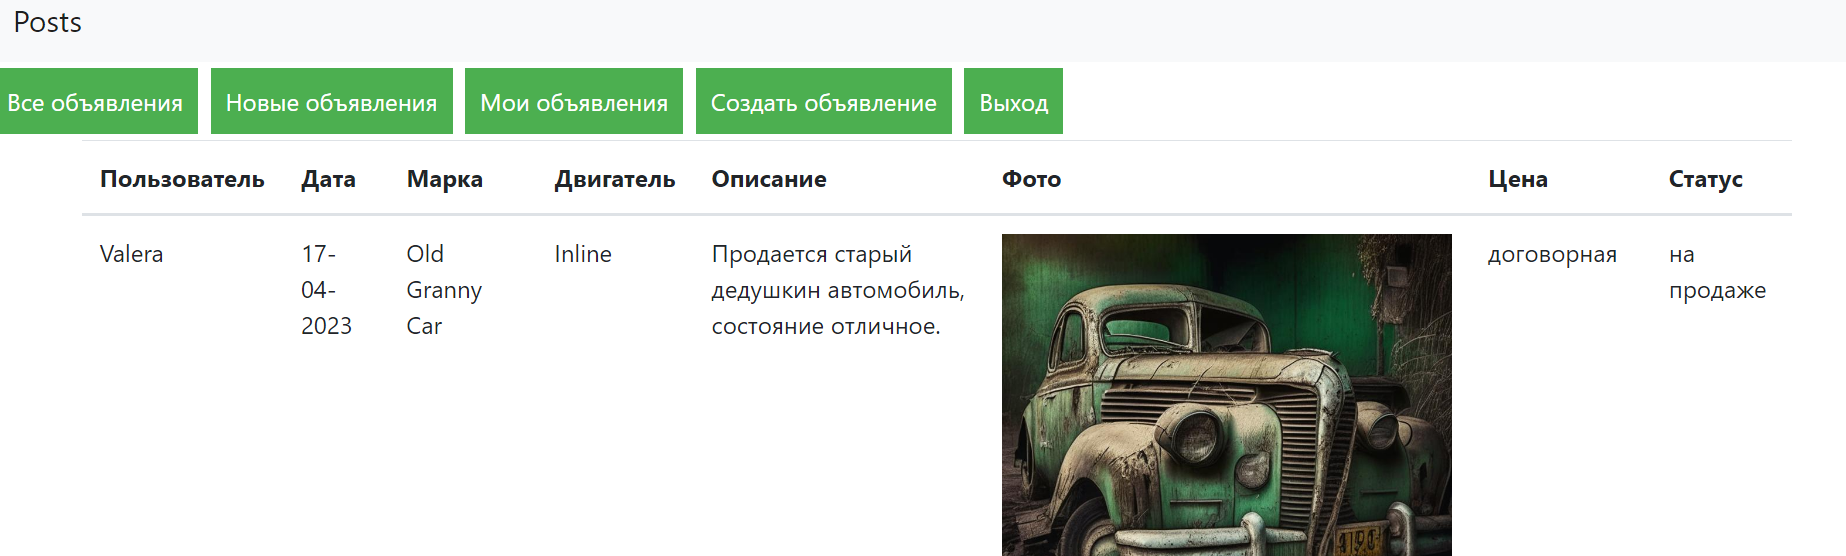 Posts
Все объявления Новые объявления Мои объявления Создать объявление Выход
Пользователь Дата Марка Двигатель Описание Фото Цена Статус
Valera 17- Old Inline Продается старый договорная на
04- Granny дедушкин автомобиль, продаже
2023 Car состояние отличное.